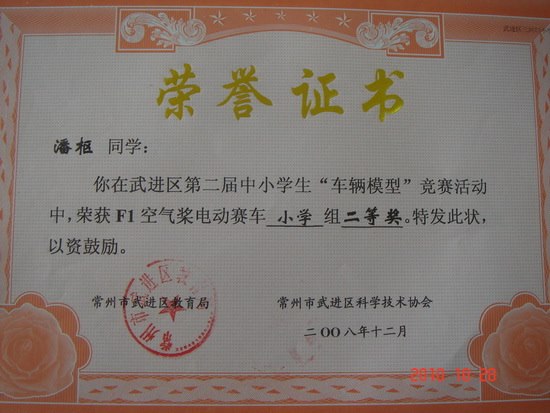 荣誉证书
潘枢 同学：
你在武进区第二届中小学生“车辆模型”竞赛活动
中，荣获 F1 空气桨电动赛车 小学 组二等奖。特发此状，
以资鼓励。
常州市武进区教育局 常州市武进区科学技术协会
二〇〇八年十二月